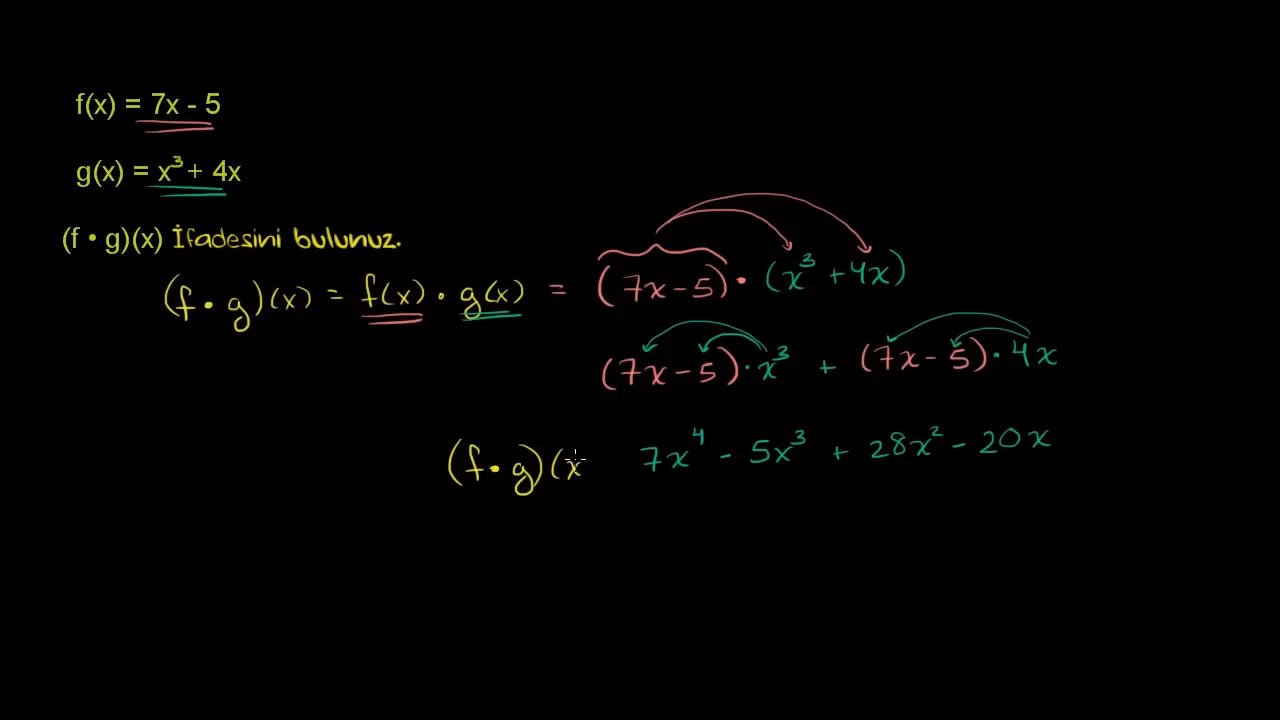 f(x) = 7x - 5
g(x) = x³ + 4x
(f • g)(x) İfadesini bulunuz.
(f • g)(x) = f(x) • g(x) = (7x - 5) • (x³ + 4x)
(7x - 5) • x³ + (7x - 5) • 4x
(f • g)(x 7x⁴ - 5x³ + 28x² - 20x